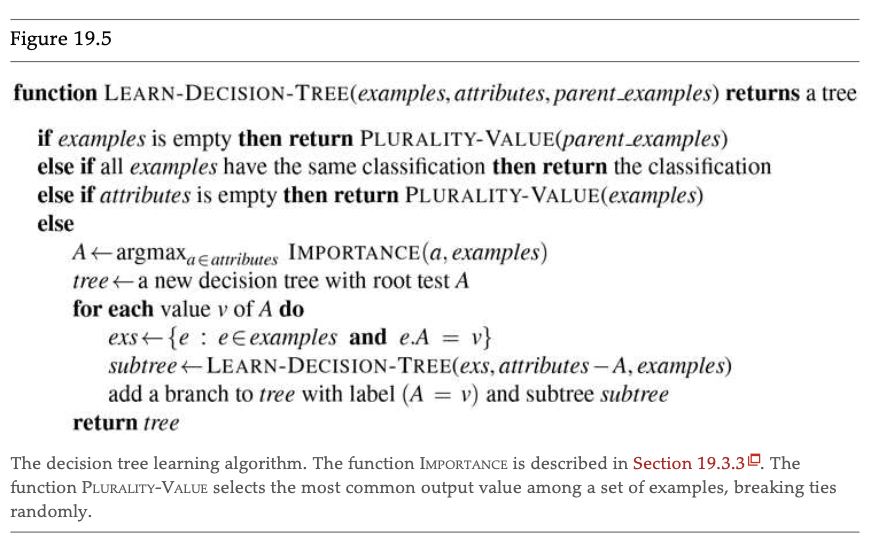 Figure 19.5
function LEARN-DECISION-TREE(examples, attributes, parent_examples) returns a tree
if examples is empty then return PLURALITY-VALUE(parent_examples)
else if all examples have the same classification then return the classification
else if attributes is empty then return PLURALITY-VALUE(examples)
else
A ← argmax a ∈ attributes IMPORTANCE(a, examples)
tree ← a new decision tree with root test A
for each value v of A do
exs ← {e : e ∈ examples and e.A = v}
subtree ← LEARN-DECISION-TREE(exs, attributes − A, examples)
add a branch to tree with label (A = v) and subtree subtree
return tree
The decision tree learning algorithm. The function IMPORTANCE is described in Section 19.3.3. The
function PLURALITY-VALUE selects the most common output value among a set of examples, breaking ties
randomly.